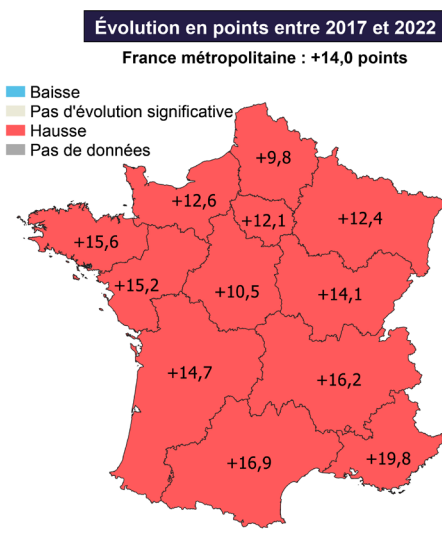 Évolution en points entre 2017 et 2022
France métropolitaine : +14,0 points
Baisse
Pas d'évolution significative
Hausse
Pas de données
+9,8
+12,6
+12,1
+12,4
+15,6
+15,2
+10,5
+14,1
+14,7
+16,2
+16,9
+19,8